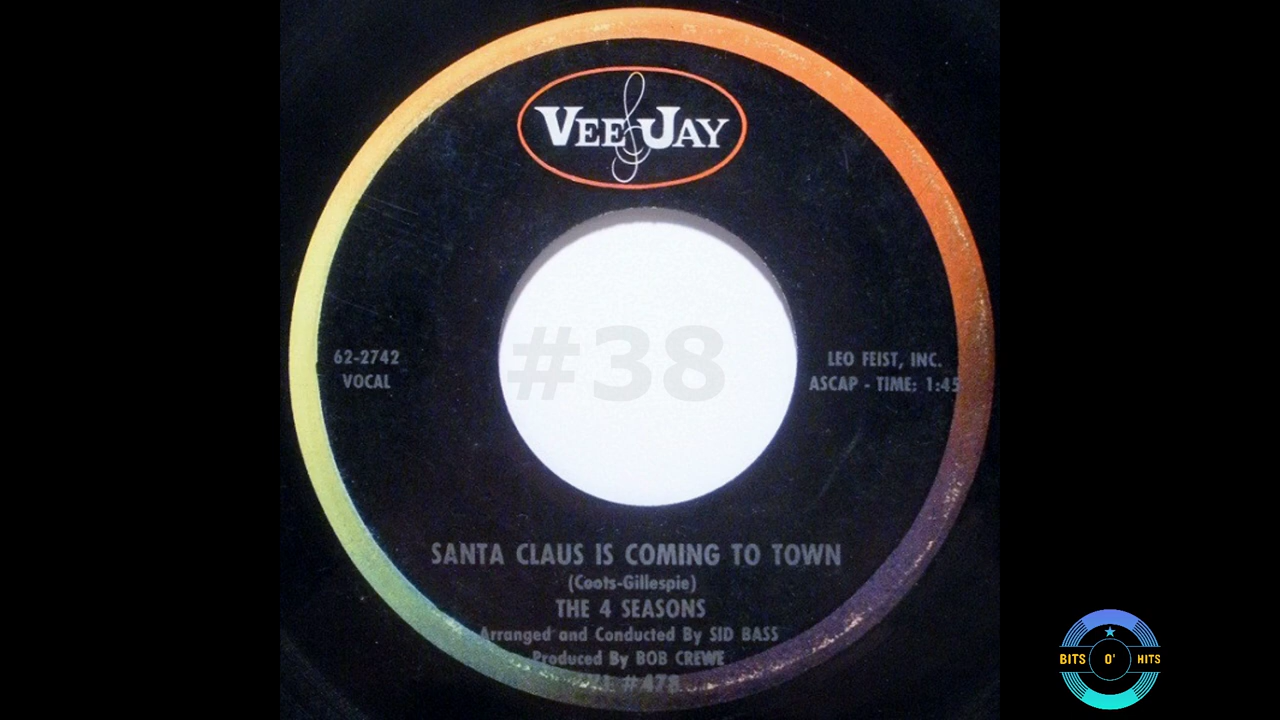 VEE JAY
#38
62-2742
VOCAL
LEO FEIST, INC.
ASCAP - TIME: 1:45
SANTA CLAUS IS COMING TO TOWN
(Coots-Gillespie)
THE 4 SEASONS
Arranged and Conducted By SID BASS
Produced By BOB CREWE
#478
BITS O' HITS